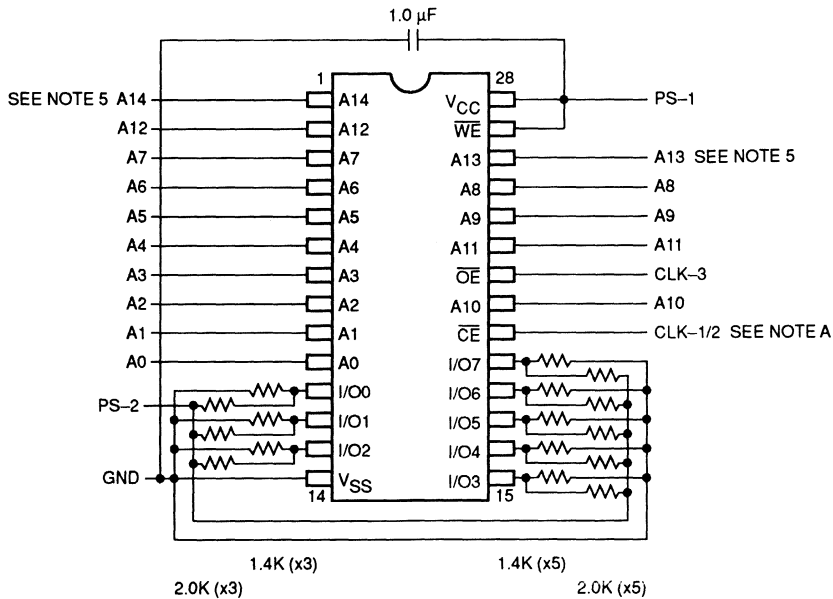 1.0 µF
1 28
SEE NOTE 5 A14 A14 VCC PS–1
A12 A12 WE
A7 A7 A13 A13 SEE NOTE 5
A6 A6 A8 A8
A5 A5 A9 A9
A4 A4 A11 A11
A3 A3 OE CLK–3
A2 A2 A10 A10
A1 A1 CE CLK–1/2 SEE NOTE A
A0 A0 I/O7
I/O0 I/O6
PS–2
I/O1 I/O5
I/O2 I/O4
GND VSS I/O3
14 15
1.4K (x3) 1.4K (x5)
2.0K (x3) 2.0K (x5)